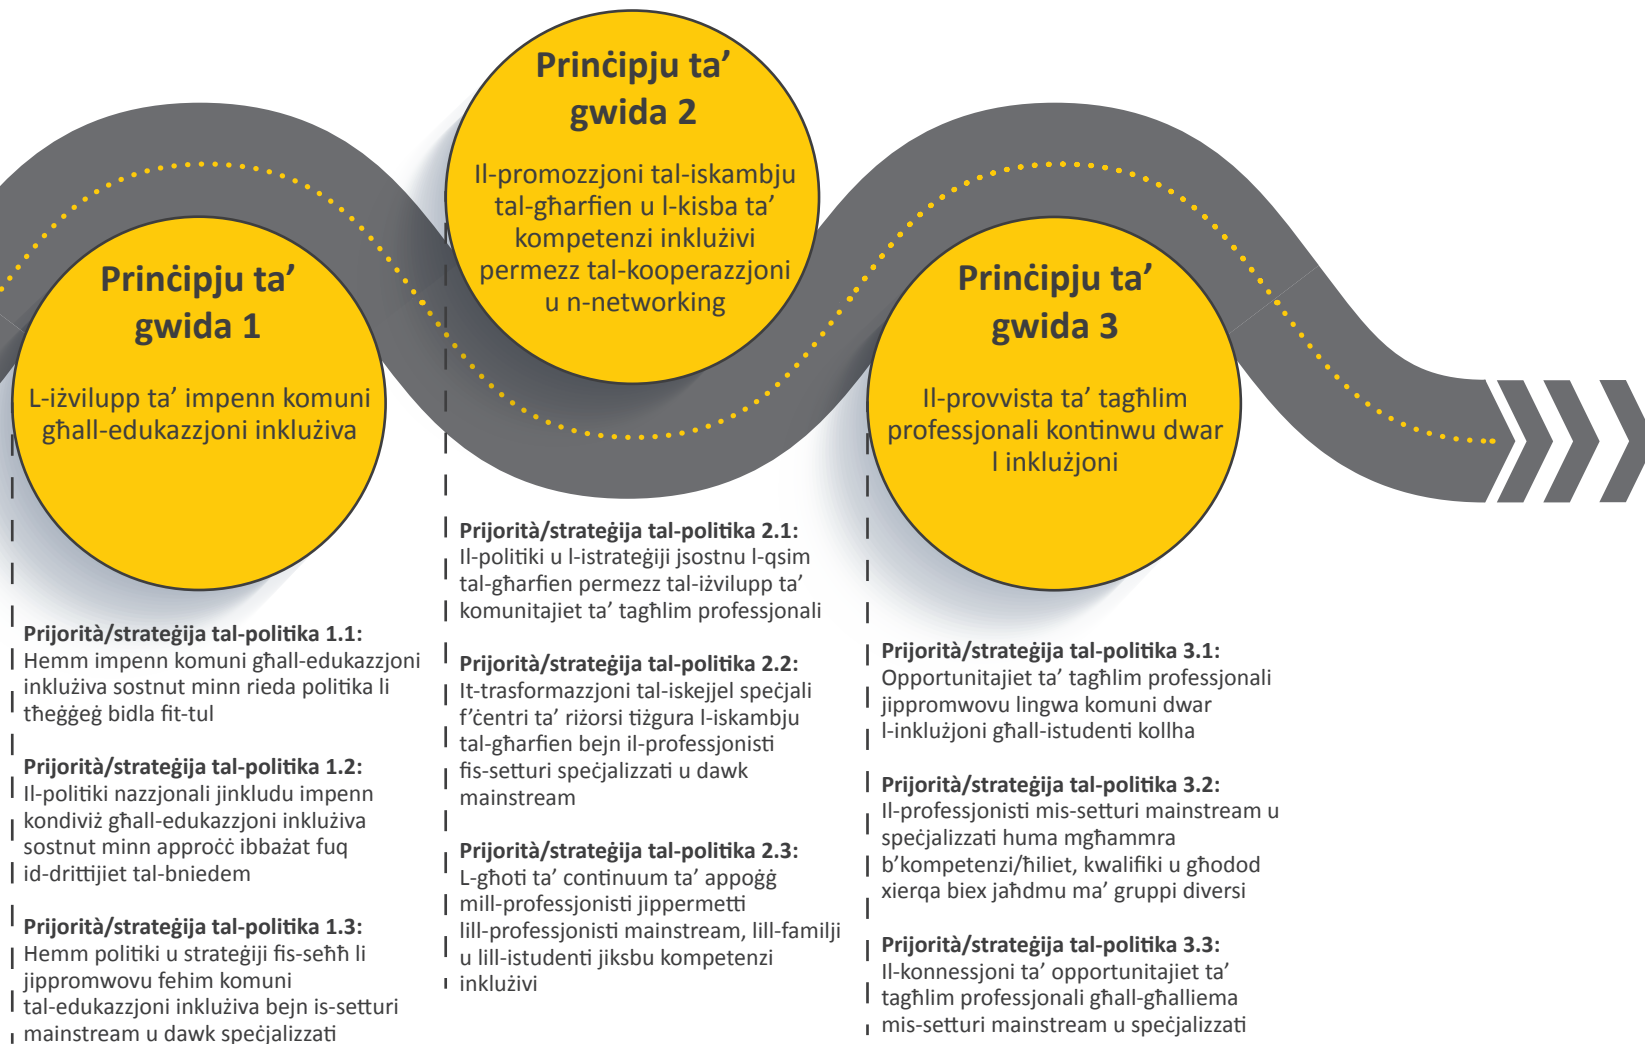 Prinċipju ta’
gwida 1
L-iżvilupp ta’ impenn komuni
għall-edukazzjoni inklużiva
Prijorità/strateġija tal-politika 1.1:
Hemm impenn komuni għall-edukazzjoni
inklużiva sostnut minn rieda politika li
tħeġġeġ bidla fit-tul
Prijorità/strateġija tal-politika 1.2:
Il-politiki nazzjonali jinkludu impenn
kondiviż għall-edukazzjoni inklużiva
sostnut minn approċċ ibbażat fuq
id-drittijiet tal-bniedem
Prijorità/strateġija tal-politika 1.3:
Hemm politiki u strateġiji fis-seħħ li
jippromwovu fehim komuni
tal-edukazzjoni inklużiva bejn is-setturi
mainstream u dawk speċjalizzati
Prinċipju ta’
gwida 2
Il-promozzjoni tal-iskambju
tal-għarfien u l-kisba ta’
kompetenzi inklużivi
permezz tal-kooperazzjoni
u n-networking
Prijorità/strateġija tal-politika 2.1:
Il-politiki u l-istrateġiji jsostnu l-qsim
tal-għarfien permezz tal-iżvilupp ta’
komunitajiet ta’ tagħlim professjonali
Prijorità/strateġija tal-politika 2.2:
It-trasformazzjoni tal-iskejjel speċjali
f’ċentri ta’ riżorsi tiżgura l-iskambju
tal-għarfien bejn il-professjonisti
fis-setturi speċjalizzati u dawk
mainstream
Prijorità/strateġija tal-politika 2.3:
L-għoti ta’ continuum ta’ appoġġ
mill-professjonisti jippermetti
lill-professjonisti mainstream, lill-familji
u lill-istudenti jiksbu kompetenzi
inklużivi
Prinċipju ta’
gwida 3
Il-provvista ta’ tagħlim
professjonali kontinwu dwar
l inklużjoni
Prijorità/strateġija tal-politika 3.1:
Opportunitajiet ta’ tagħlim professjonali
jippromwovu lingwa komuni dwar
l-inklużjoni għall-istudenti kollha
Prijorità/strateġija tal-politika 3.2:
Il-professjonisti mis-setturi mainstream u
speċjalizzati huma mgħammra
b’kompetenzi/ħiliet, kwalifiki u għodod
xierqa biex jaħdmu ma’ gruppi diversi
Prijorità/strateġija tal-politika 3.3:
Il-konnessjoni ta’ opportunitajiet ta’
tagħlim professjonali għall-għalliema
mis-setturi mainstream u speċjalizzati